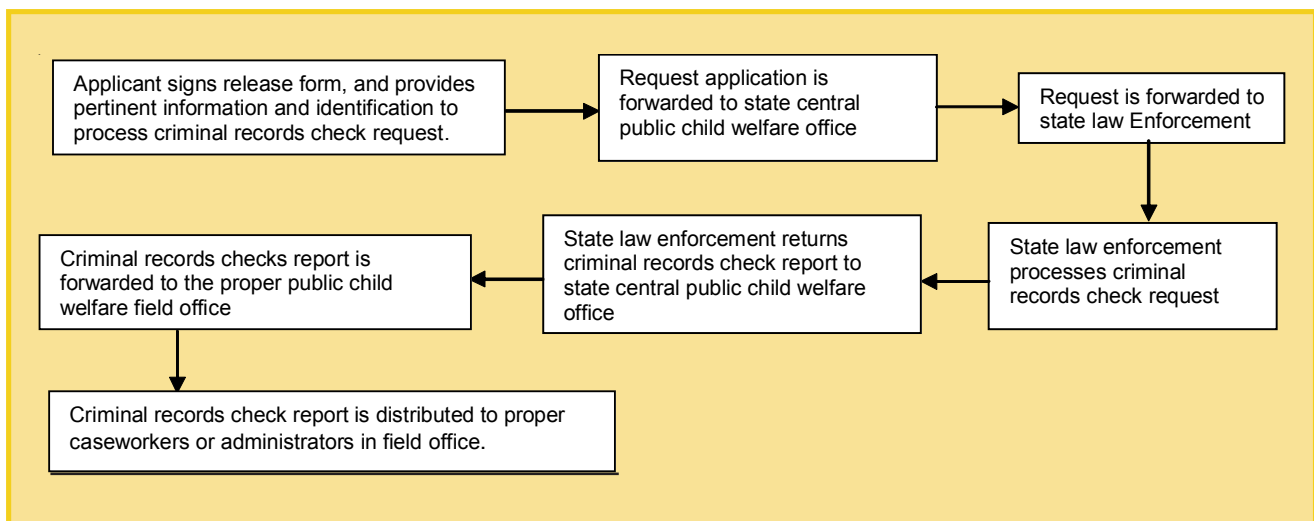 Applicant signs release form, and provides
pertinent information and identification to
process criminal records check request.
Request application is
forwarded to state central
public child welfare office
Request is forwarded to
state law Enforcement
State law enforcement
processes criminal
records check request
State law enforcement returns
criminal records check report to
state central public child welfare
office
Criminal records checks report is
forwarded to the proper public child
welfare field office
Criminal records check report is distributed to proper
caseworkers or administrators in field office.